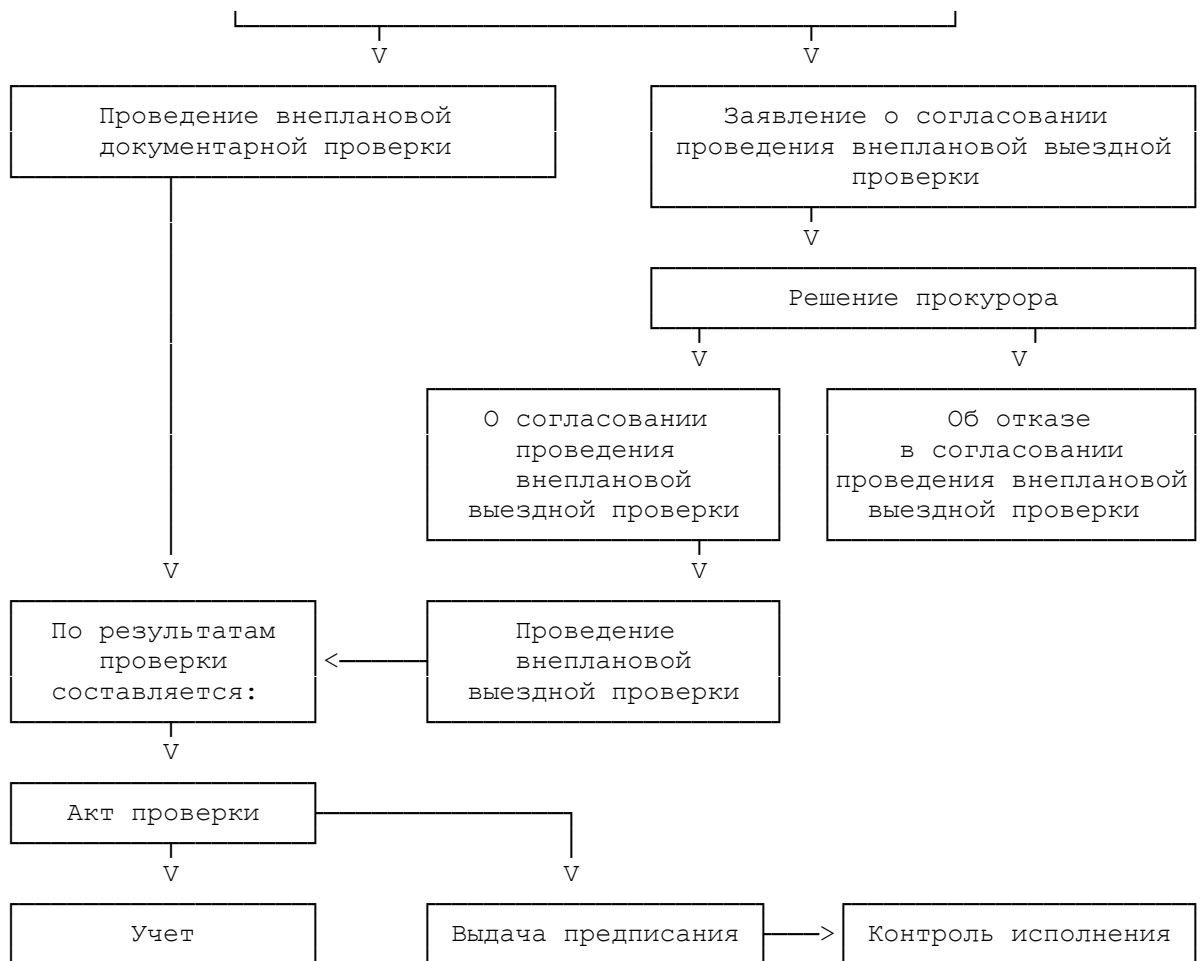 Проведение внеплановой
документарной проверки
Заявление о согласовании
проведения внеплановой выездной
проверки
Решение прокурора
О согласовании
проведения
внеплановой
выездной проверки
Об отказе
в согласовании
проведения внеплановой
выездной проверки
По результатам
проверки
составляется:
Проведение
внеплановой
выездной проверки
Акт проверки
Учет
Выдача предписания
Контроль исполнения